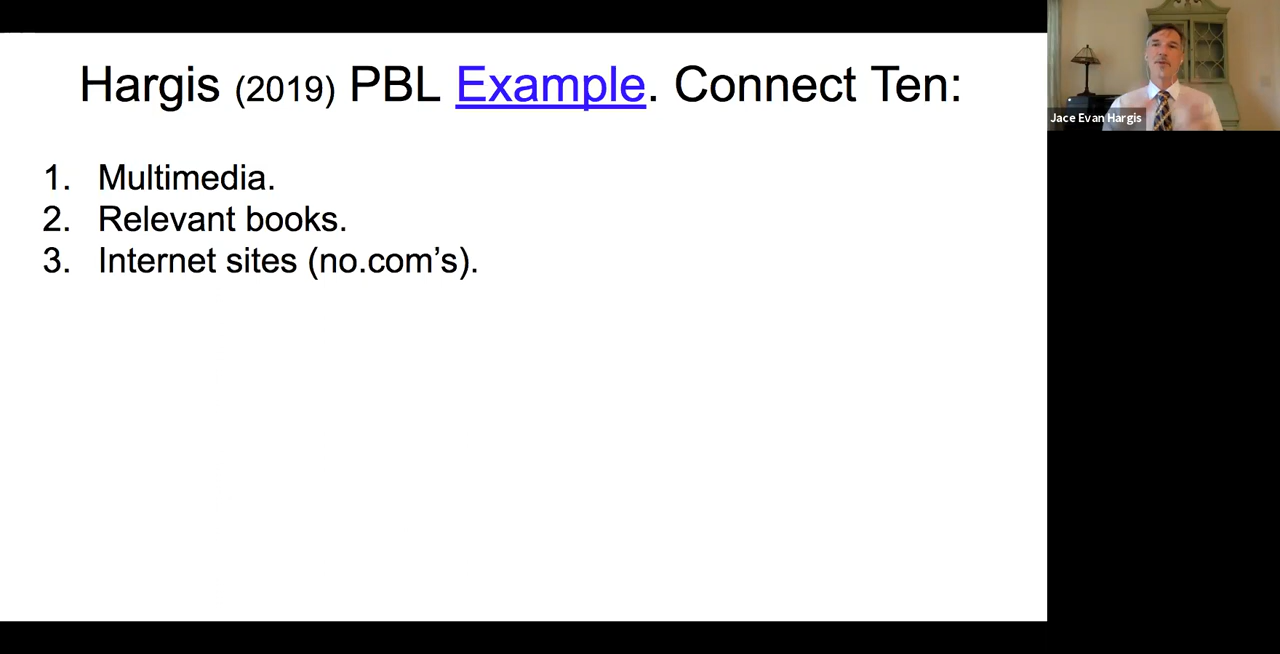 Hargis (2019) PBL Example. Connect Ten:
1. Multimedia.
2. Relevant books.
3. Internet sites (no.com’s).
Jace Evan Hargis